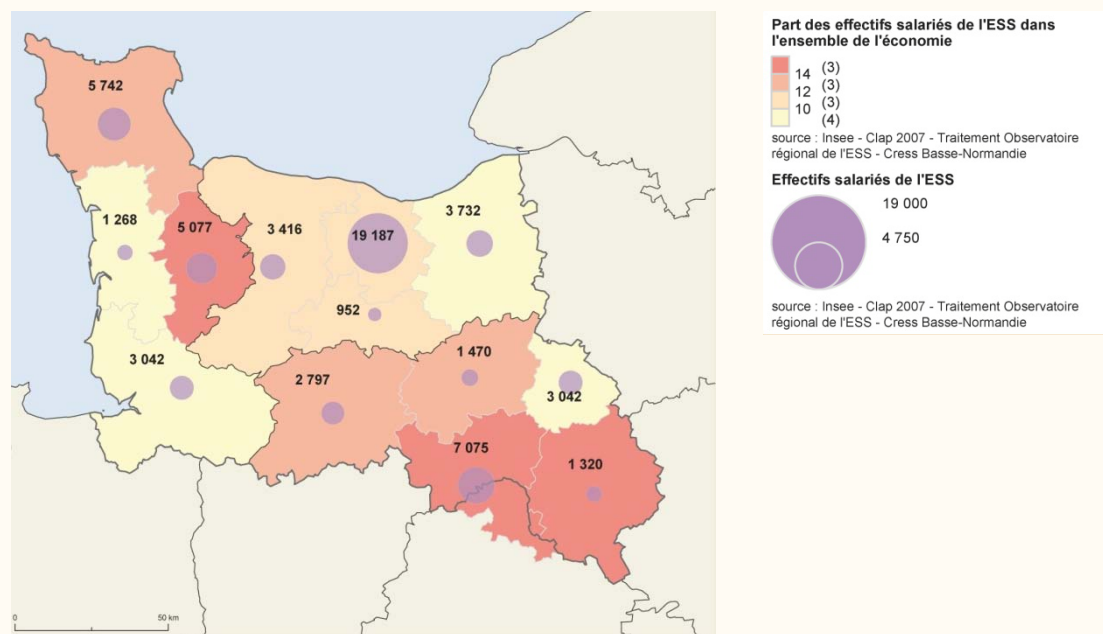 5 742
1 268
5 077
3 416
19 187
3 732
952
3 042
2 797
1 470
3 042
7 075
1 320
0
50 km
Part des effectifs salariés de l'ESS dans
l'ensemble de l'économie
(3)
14
(3)
12
(3)
10
(4)
source : Insee - Clap 2007 - Traitement Observatoire
régional de l'ESS - Cress Basse-Normandie
Effectifs salariés de l'ESS
19 000
4 750
source : Insee - Clap 2007 - Traitement Observatoire
régional de l'ESS - Cress Basse-Normandie